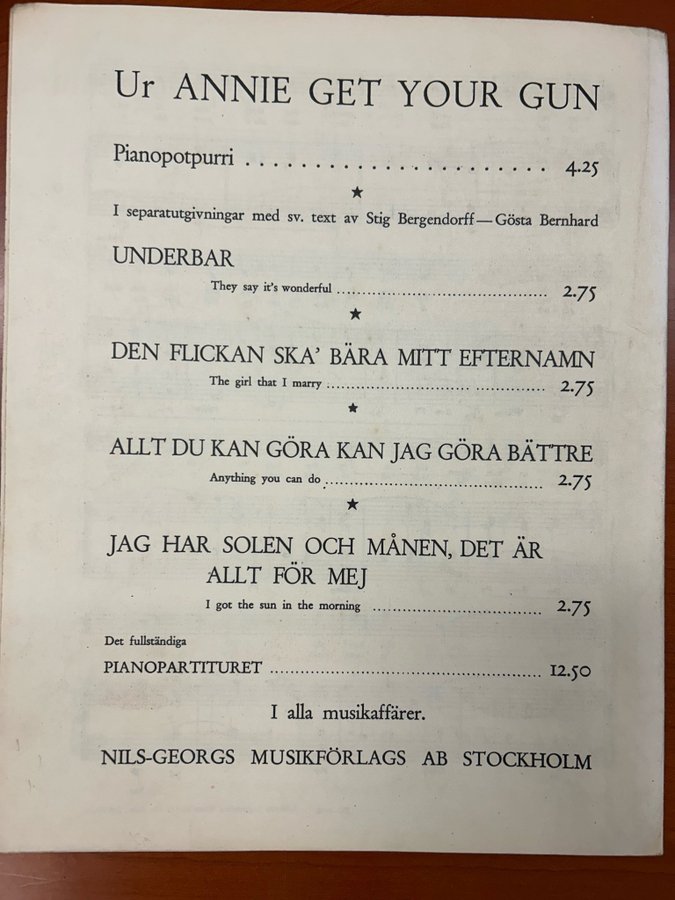 Ur ANNIE GET YOUR GUN
Pianopotpurri . . . . . . . . . . . . . . . . . . . . . . 4.25
★
I separatutgivningar med sv. text av Stig Bergendorff — Gösta Bernhard
UNDERBAR
They say it's wonderful ................................................ 2.75
★
DEN FLICKAN SKA' BÄRA MITT EFTERNAMN
The girl that I marry ................................................ 2.75
★
ALLT DU KAN GÖRA KAN JAG GÖRA BÄTTRE
Anything you can do ................................................ 2.75
★
JAG HAR SOLEN OCH MÅNEN, DET ÄR
ALLT FÖR MEJ
I got the sun in the morning ........................................ 2.75
Det fullständiga
PIANOPARTITURET ............................................................ 12.50
I alla musikaffärer.
NILS-GEORGS MUSIKFÖRLAGS AB STOCKHOLM